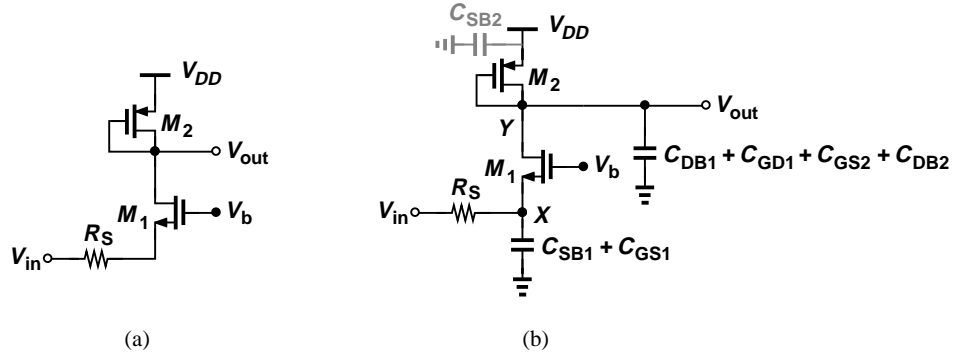 V_DD
M_2
V_out
M_1
V_b
R_S
V_in
(a)
C_SB2
V_DD
M_2
V_out
Y
C_DB1 + C_GD1 + C_GS2 + C_DB2
M_1
V_b
R_S
V_in
X
C_SB1 + C_GS1
(b)